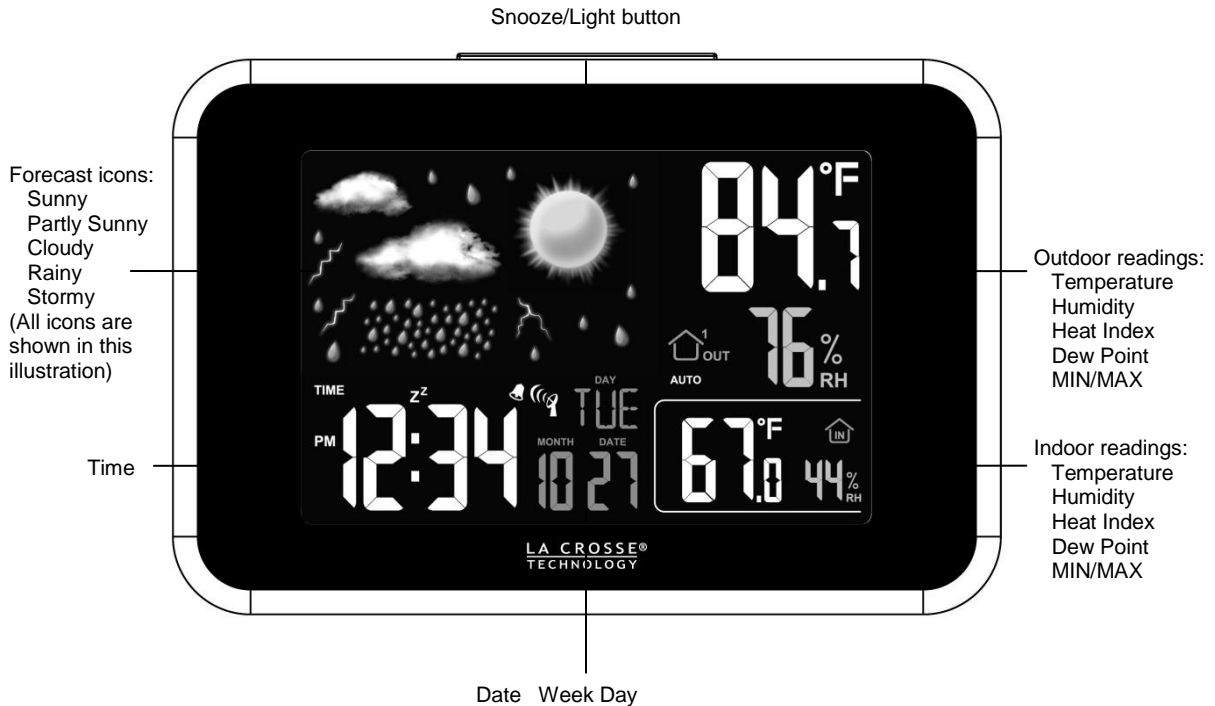 Snooze/Light button
Forecast icons:
Sunny
Partly Sunny
Cloudy
Rainy
Stormy
(All icons are
shown in this
illustration)
Time
84.7 °F
1
OUT
AUTO
76 %
RH
TIME
PM
12:34
zz
DAY
TUE
MONTH
10
DATE
27
67.0 °F
IN
44 %
RH
LA CROSSE®
TECHNOLOGY
Outdoor readings:
Temperature
Humidity
Heat Index
Dew Point
MIN/MAX
Indoor readings:
Temperature
Humidity
Heat Index
Dew Point
MIN/MAX
Date Week Day